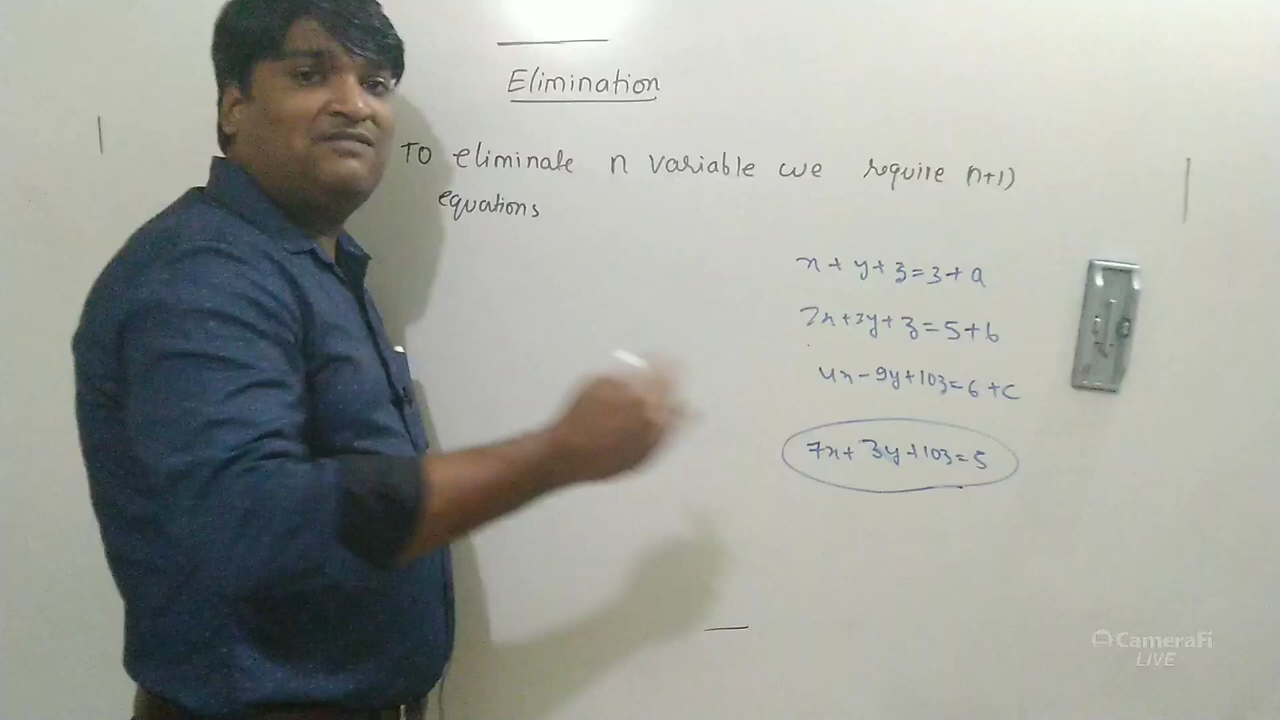 Elimination
To eliminate n variable we require (n+1)
equations
x + y + z = 3 + a
2x + 3y + z = 5 + b
4x - 9y + 10z = 6 + c
7x + 3y + 10z = 5
CameraFi
LIVE